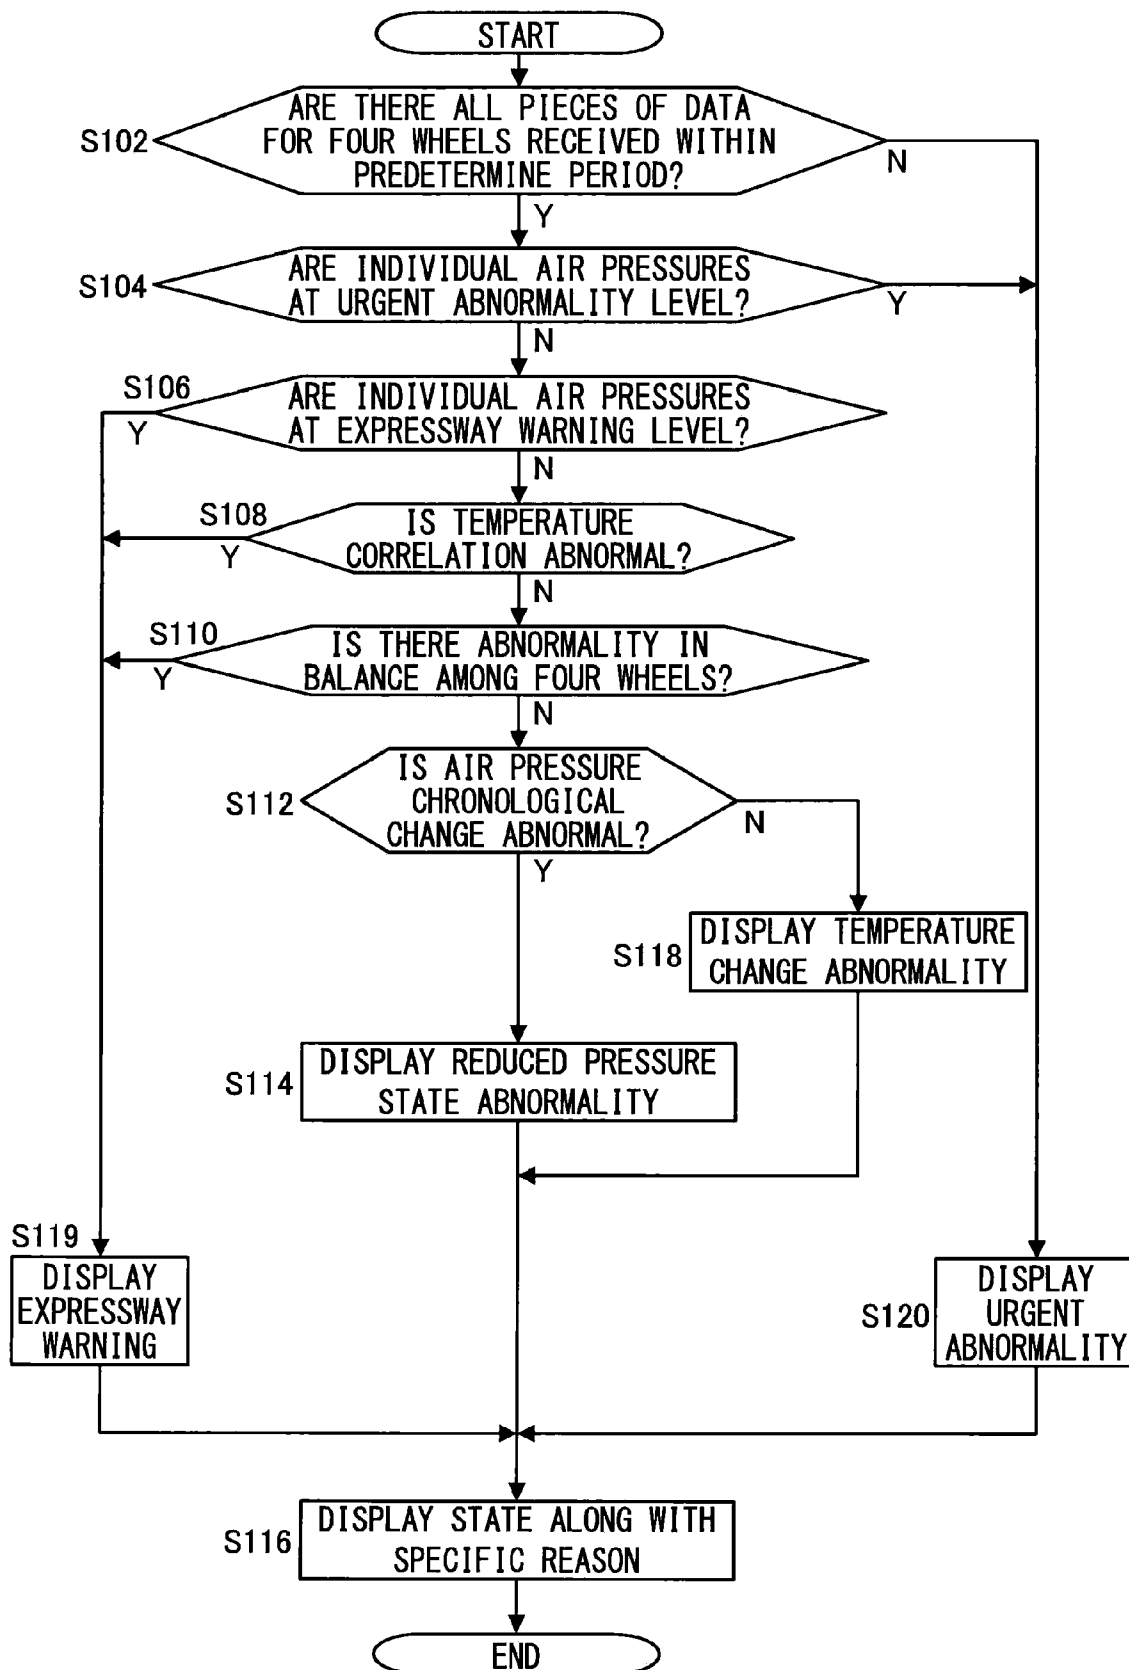 START
ARE THERE ALL PIECES OF DATA
FOR FOUR WHEELS RECEIVED WITHIN
PREDETERMINE PERIOD?
S102
N
Y
ARE INDIVIDUAL AIR PRESSURES
AT URGENT ABNORMALITY LEVEL?
S104
Y
N
S106
ARE INDIVIDUAL AIR PRESSURES
AT EXPRESSWAY WARNING LEVEL?
Y
N
S108
IS TEMPERATURE
CORRELATION ABNORMAL?
Y
N
S110
IS THERE ABNORMALITY IN
BALANCE AMONG FOUR WHEELS?
Y
N
IS AIR PRESSURE
CHRONOLOGICAL
CHANGE ABNORMAL?
S112
N
Y
DISPLAY TEMPERATURE
CHANGE ABNORMALITY
S118
DISPLAY REDUCED PRESSURE
STATE ABNORMALITY
S114
S119
DISPLAY
EXPRESSWAY
WARNING
DISPLAY
URGENT
ABNORMALITY
S120
DISPLAY STATE ALONG WITH
SPECIFIC REASON
S116
END